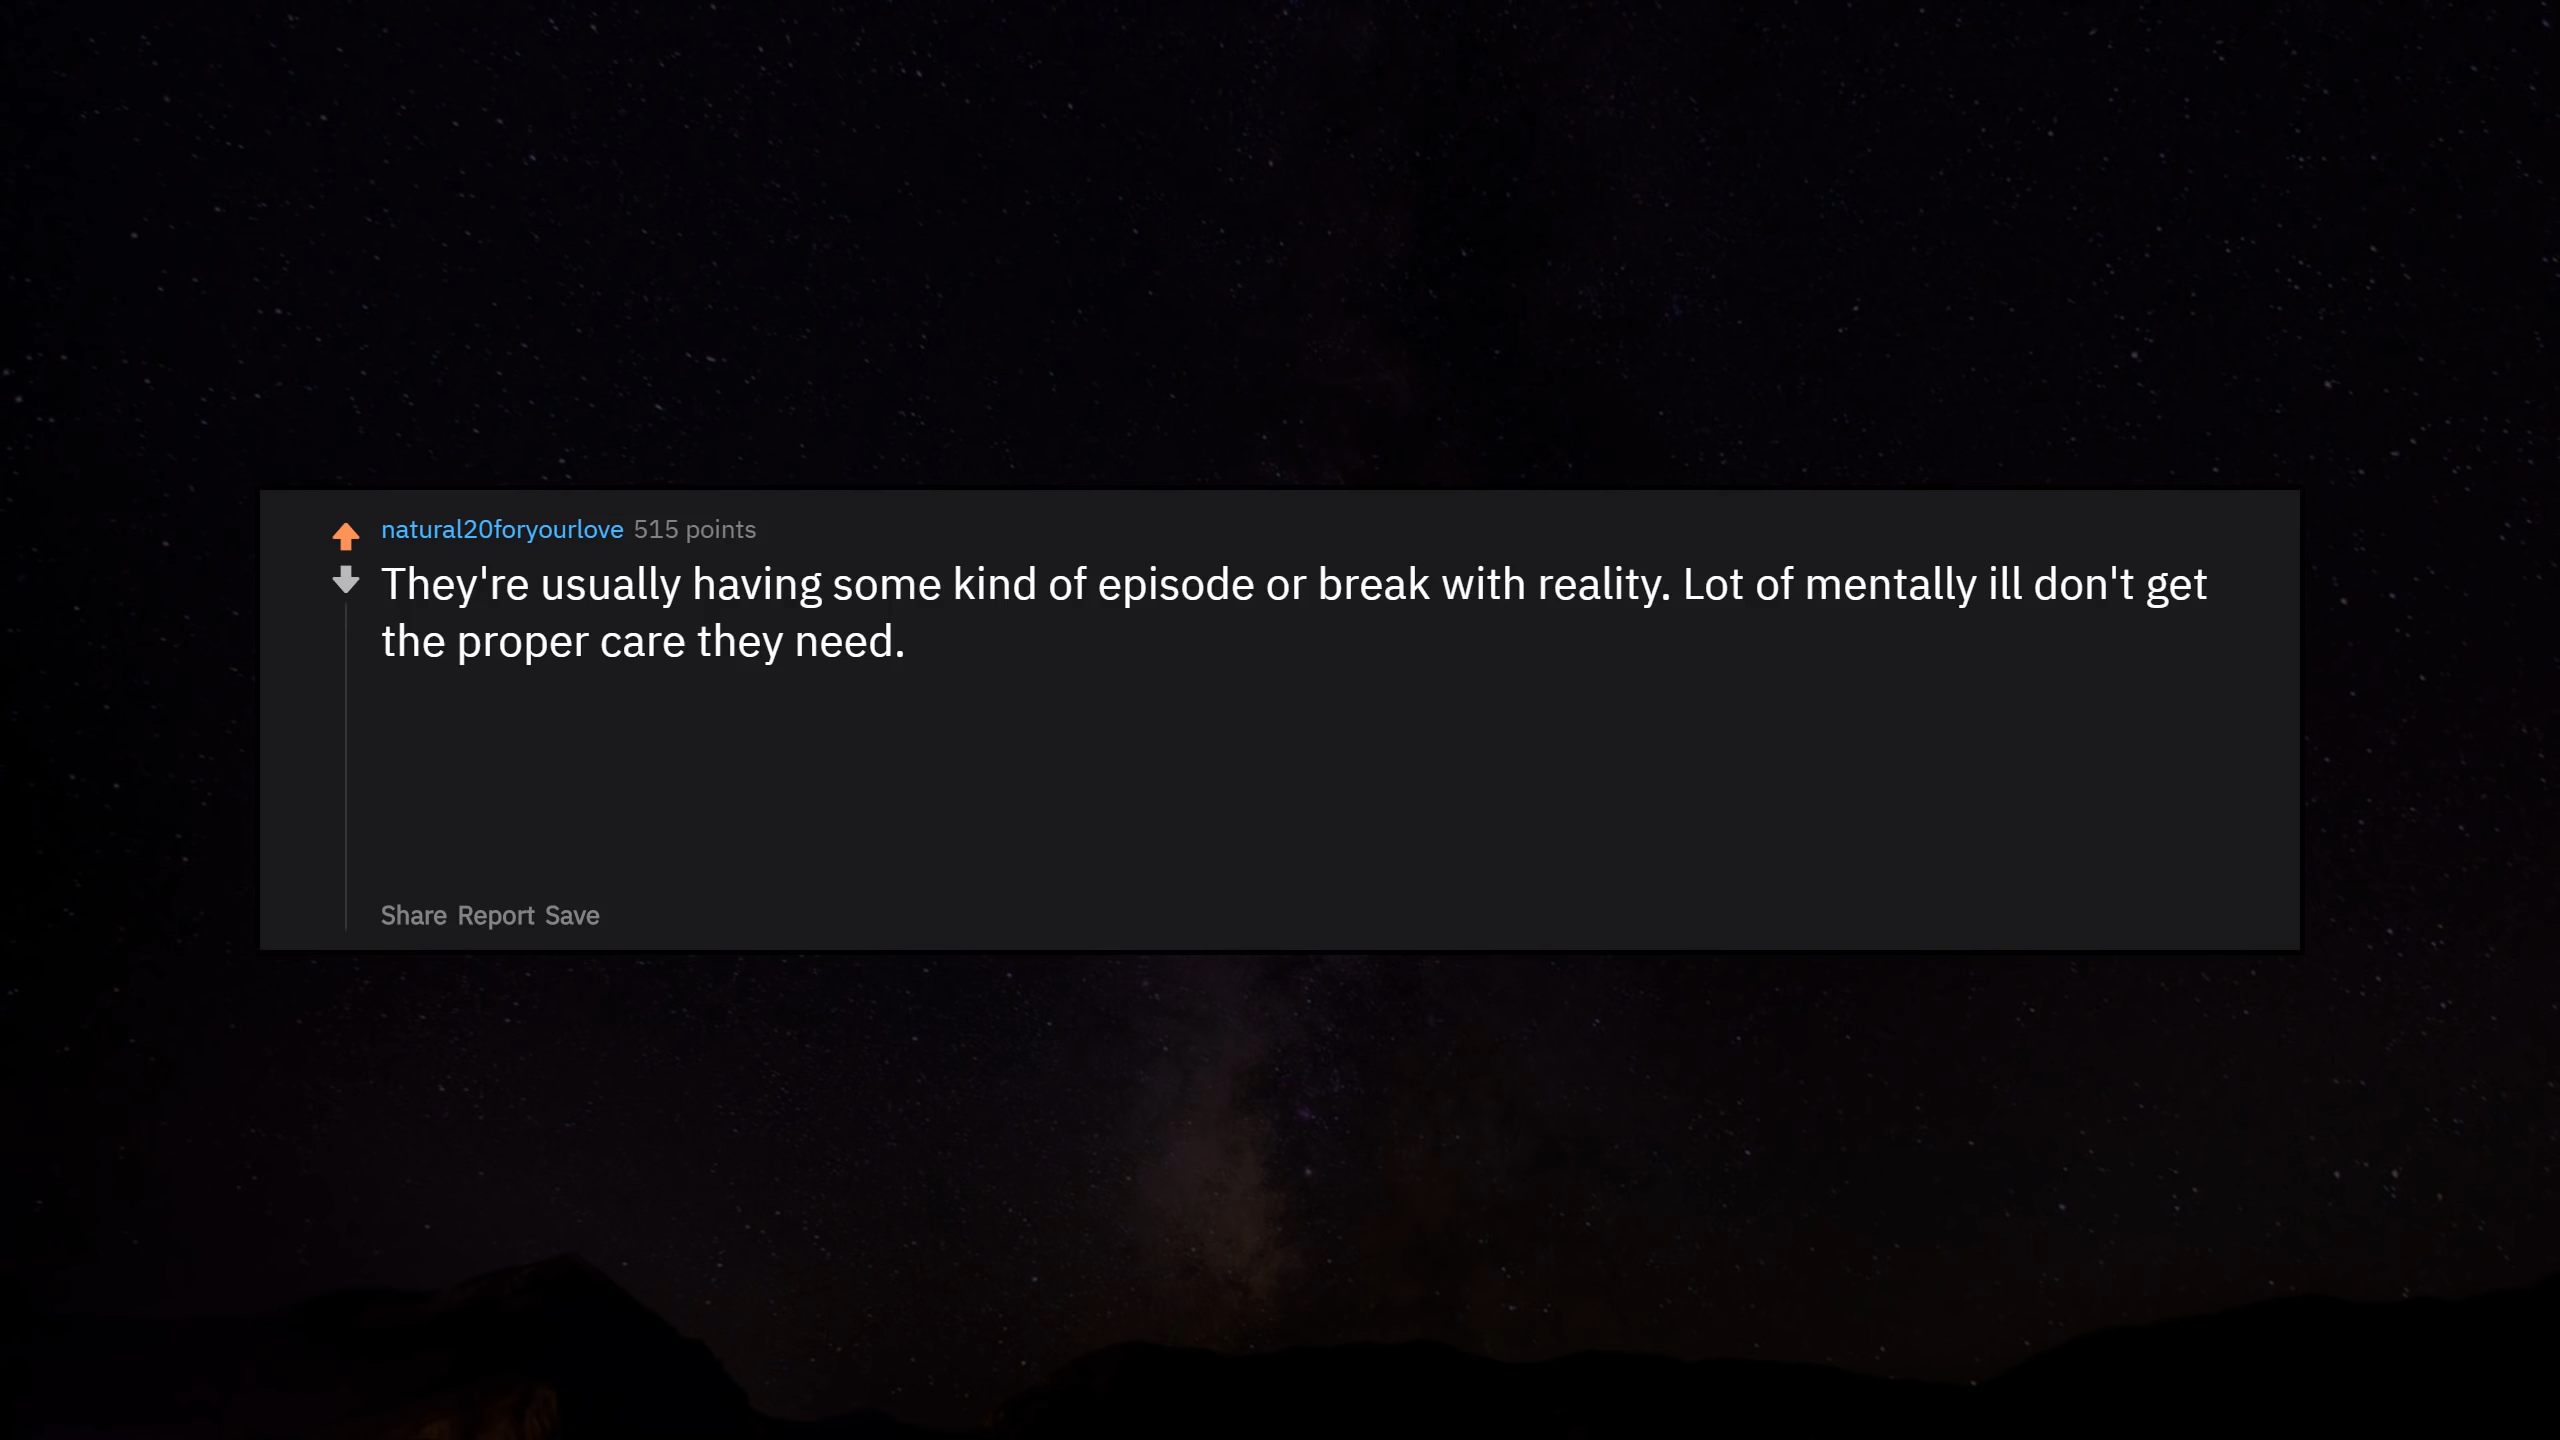 natural20foryourlove 515 points
They're usually having some kind of episode or break with reality. Lot of mentally ill don't get
the proper care they need.
Share Report Save